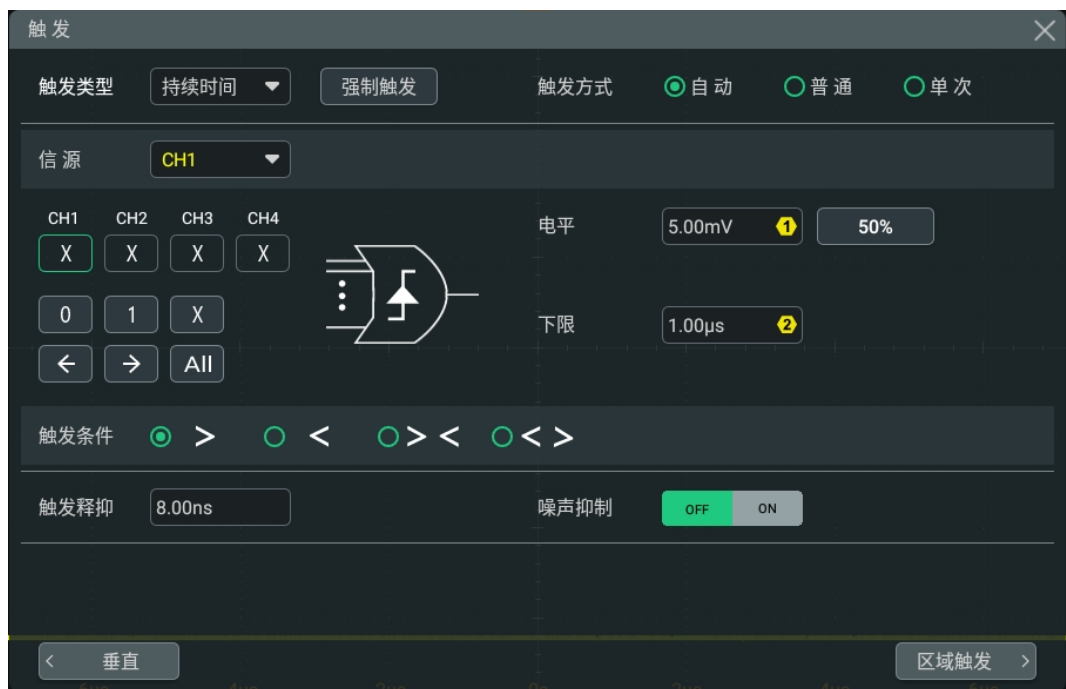 触发
触发类型 持续时间 强制触发 触发方式 自动 普通 单次
信源 CH1
CH1 CH2 CH3 CH4 电平 5.00mV 1 50%
X X X X
0 1 X 下限 1.00μs 2
← → All
触发条件 > < > < < >
触发释抑 8.00ns 噪声抑制 OFF ON
< 垂直 区域触发 >